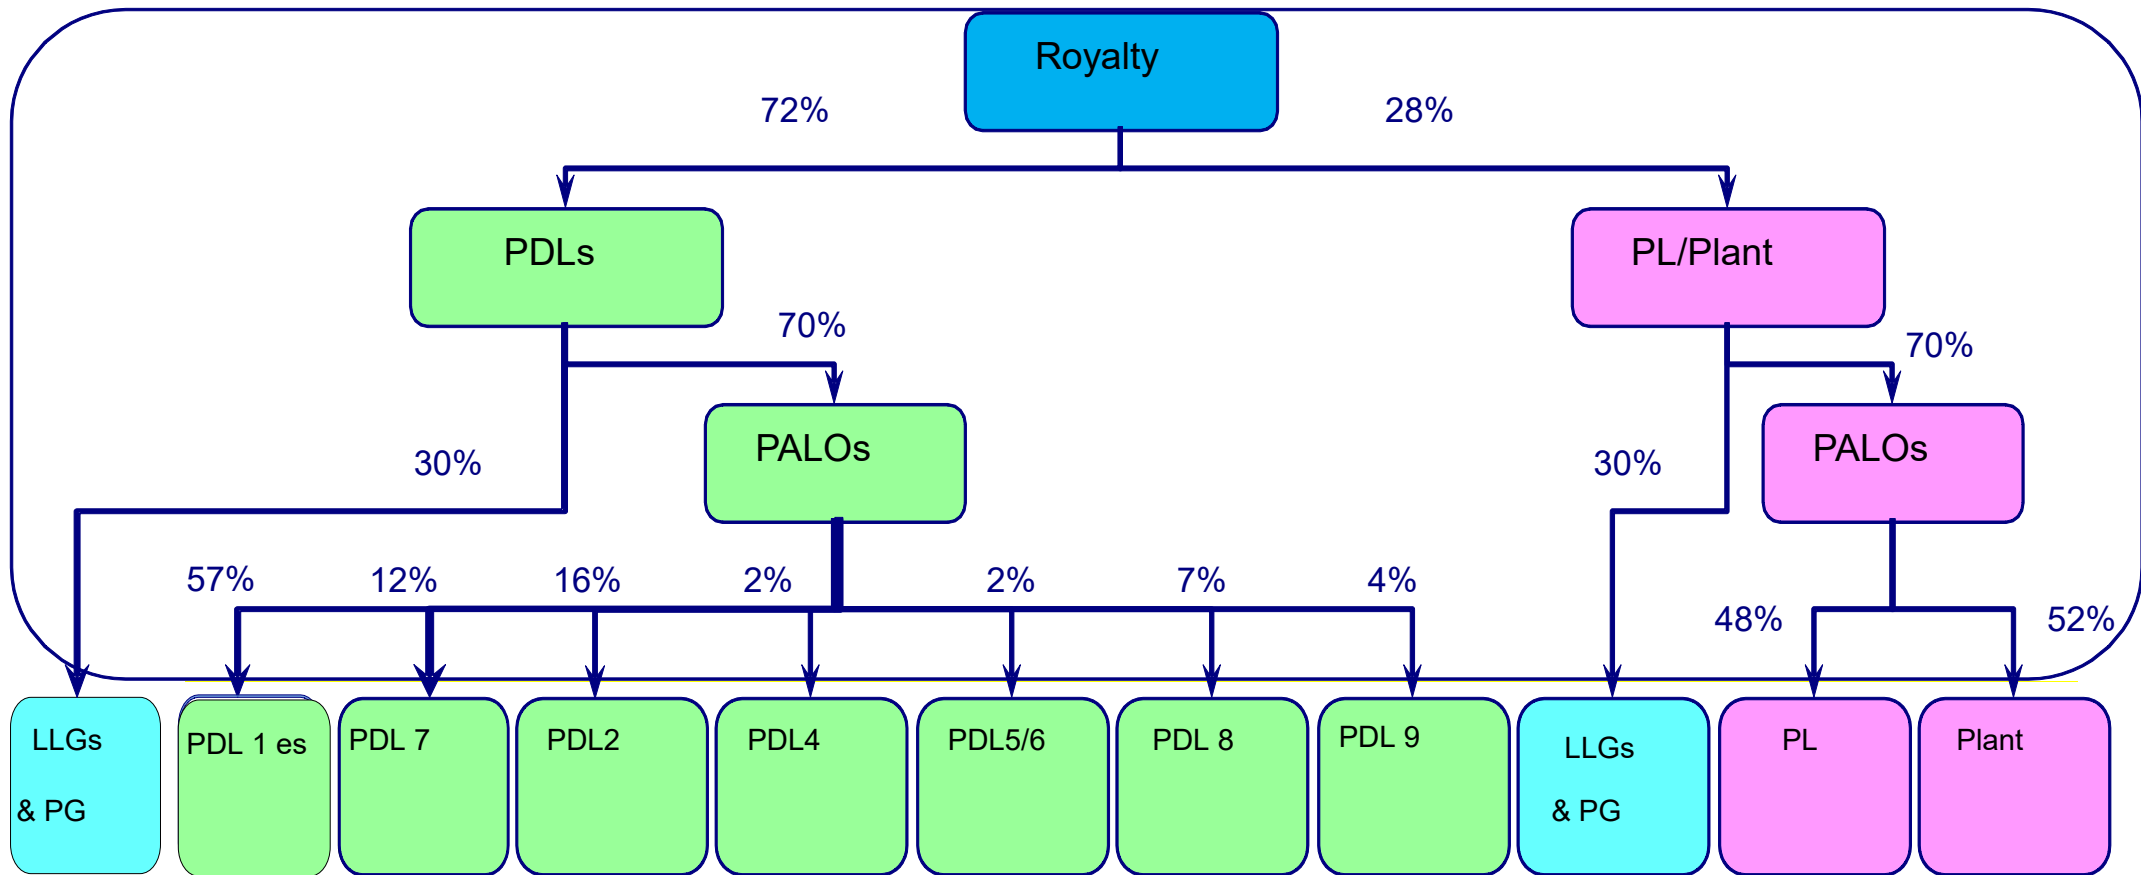 Royalty
72%
28%
PDLs
PL/Plant
70%
70%
PALOs
PALOs
30%
30%
57%
12%
16%
2%
2%
7%
4%
48%
52%
LLGs
& PG
PDL 1 es
PDL 7
PDL2
PDL4
PDL5/6
PDL 8
PDL 9
LLGs
& PG
PL
Plant